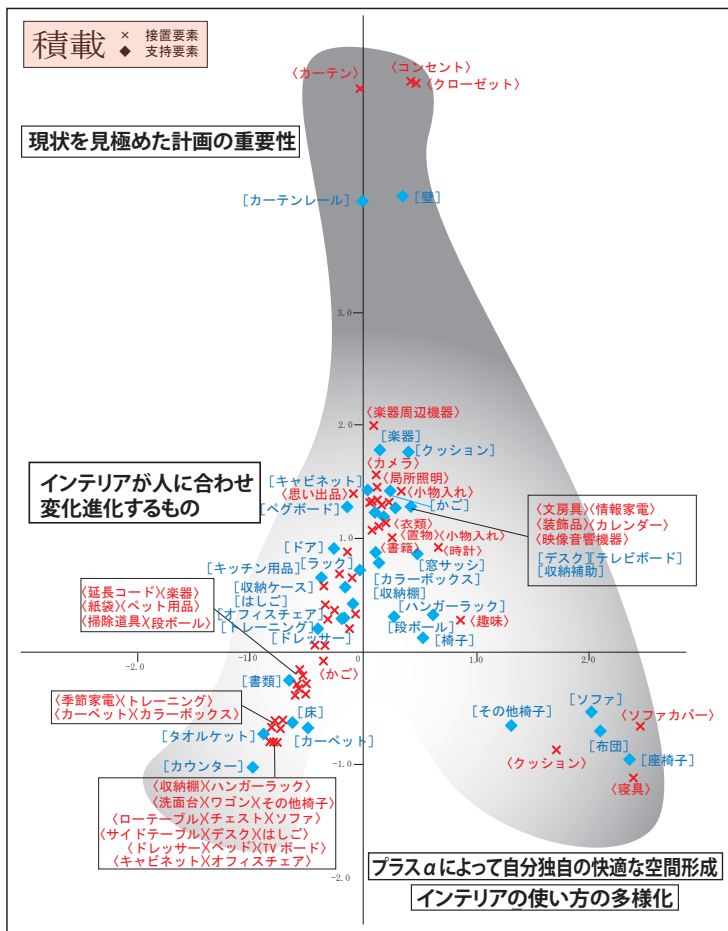 積載
× 接置要素
◆ 支持要素
〈カーテン〉
〈コンセント〉
〈クローゼット〉
現状を見極めた計画の重要性
[カーテンレール]
[壁]
3.0
2.0
〈楽器周辺機器〉
[楽器]
[クッション]
〈カメラ〉
[キャビネット]
〈局所照明〉
〈思い出品〉
〈小物入れ〉
[ペグボード]
[かご]
インテリアが人に合わせ
変化進化するもの
〈文房具〉〈情報家電〉
〈装飾品〉〈カレンダー〉
〈映像音響機器〉
[デスク][テレビボード]
[収納補助]
〈衣類〉
〈置物〉〈小物入れ〉
1.0
[ドア]
〈書籍〉
〈時計〉
[ラック]
[窓サッシ]
[キッチン用品]
[カラーボックス]
[収納ケース]
[収納棚]
[はしご]
[ハンガーラック]
[オフィスチェア]
〈趣味〉
[トレーニング]
[段ボール]
[ドレッサー]
[椅子]
〈延長コード〉〈楽器〉
〈紙袋〉〈ペット用品〉
〈掃除道具〉〈段ボール〉
-2.0
-1.0
1.0
2.0
〈かご〉
[書類]
〈季節家電〉〈トレーニング〉
〈カーペット〉〈カラーボックス〉
[床]
[タオルケット]
[カーペット]
[カウンター]
[ソファ]
[その他椅子]
〈ソファカバー〉
[布団]
〈クッション〉
[座椅子]
〈寝具〉
-1.0
〈収納棚〉〈ハンガーラック〉
〈洗面台〉〈ワゴン〉〈その他椅子〉
〈ローテーブル〉〈チェスト〉〈ソファ〉
〈サイドテーブル〉〈デスク〉〈はしご〉
〈ドレッサー〉〈ベッド〉〈TVボード〉
〈キャビネット〉〈オフィスチェア〉
-2.0
プラスαによって自分独自の快適な空間形成
インテリアの使い方の多様化